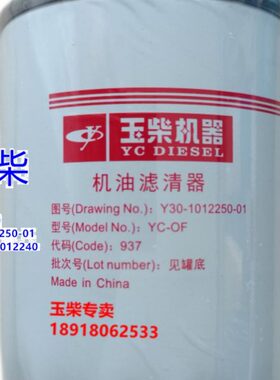 玉柴机器
YC DIESEL
机油滤清器
图号(Drawing No.)：Y30-1012250-01
型号(Model No.)：YC-OF
代码(Code)：937
批次号(Lot number)：见罐底
Made in China
玉柴专卖
18918062533
柴
250-01
012240